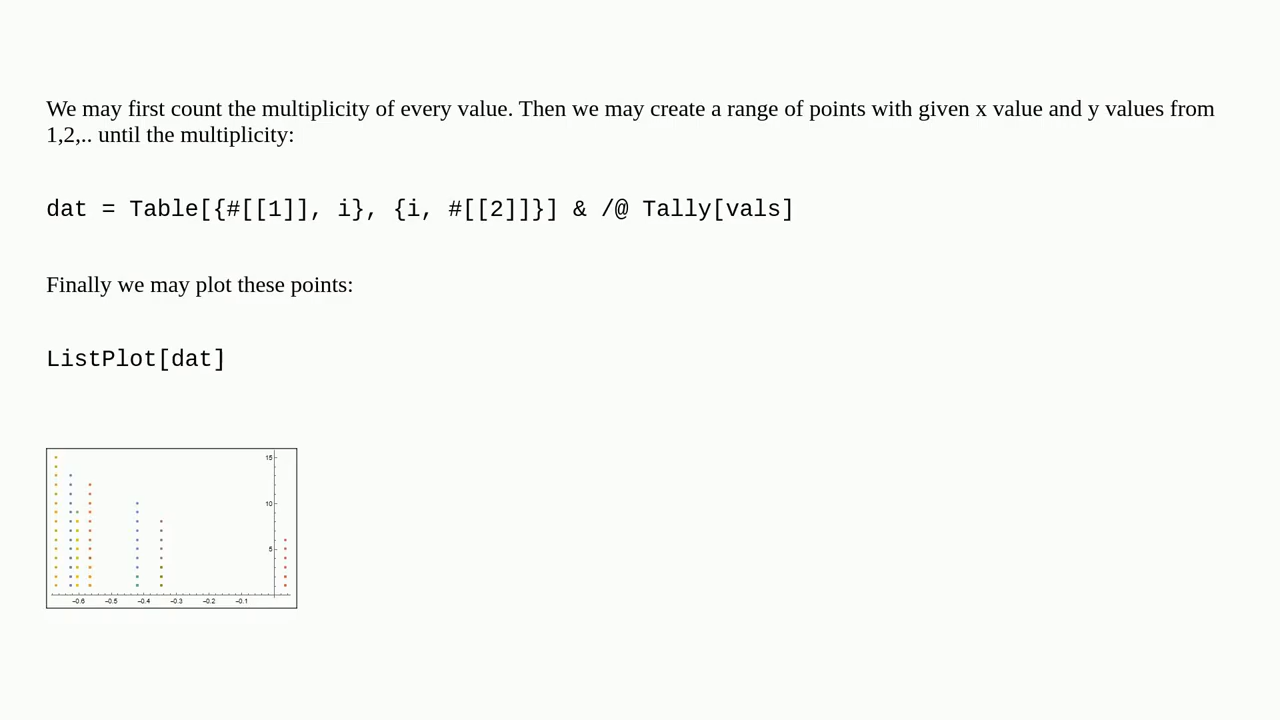 We may first count the multiplicity of every value. Then we may create a range of points with given x value and y values from
1,2,.. until the multiplicity:
dat = Table[{#[[1]], i}, {i, #[[2]]}] & /@ Tally[vals]
Finally we may plot these points:
ListPlot[dat]
15
10
5
-0.6 -0.5 -0.4 -0.3 -0.2 -0.1